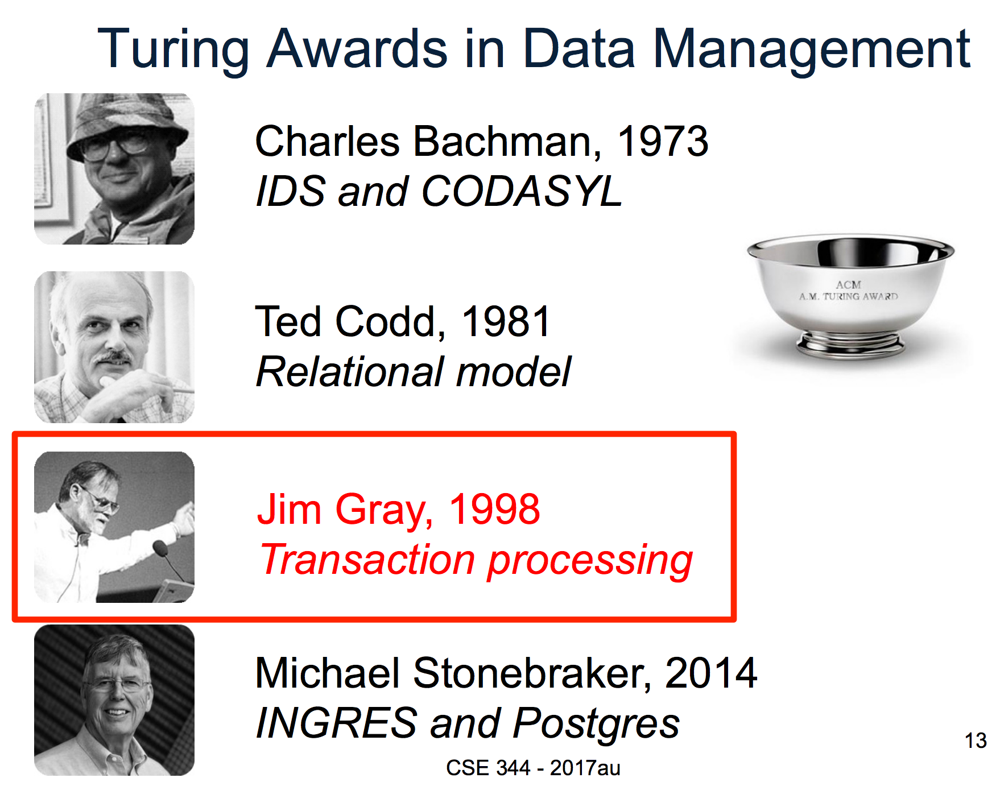 Turing Awards in Data Management
Charles Bachman, 1973
IDS and CODASYL
ACM
A.M. TURING AWARD
Ted Codd, 1981
Relational model
Jim Gray, 1998
Transaction processing
Michael Stonebraker, 2014
INGRES and Postgres
13
CSE 344 - 2017au